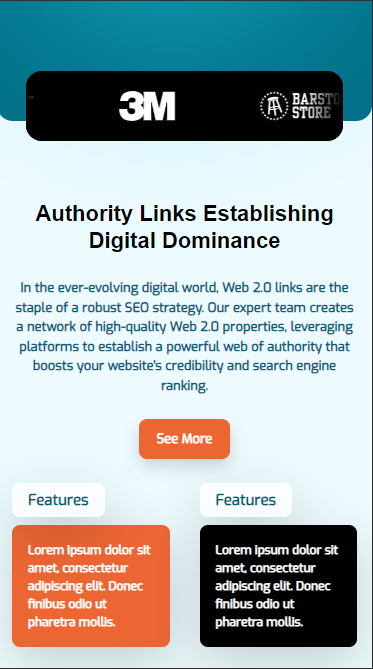 3M
BARSTO
STORE
Authority Links Establishing
Digital Dominance
In the ever-evolving digital world, Web 2.0 links are the
staple of a robust SEO strategy. Our expert team creates
a network of high-quality Web 2.0 properties, leveraging
platforms to establish a powerful web of authority that
boosts your website's credibility and search engine
ranking.
See More
Features
Features
Lorem ipsum dolor sit
amet, consectetur
adipiscing elit. Donec
finibus odio ut
pharetra mollis.
Lorem ipsum dolor sit
amet, consectetur
adipiscing elit. Donec
finibus odio ut
pharetra mollis.